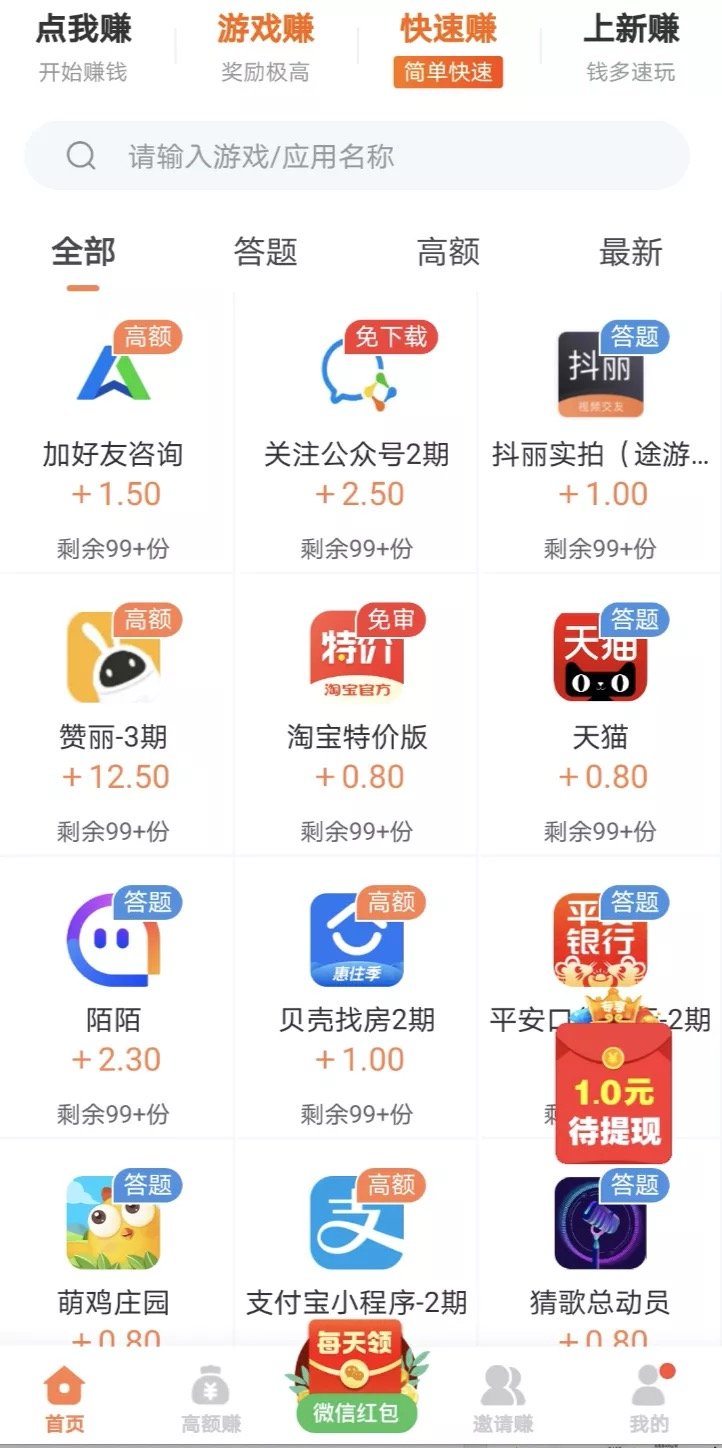 点我赚 游戏赚 快速赚 上新赚
开始赚钱 奖励极高 简单快速 钱多速玩
请输入游戏/应用名称
全部 答题 高额 最新
高额 免下载 答题
抖丽
视频交友
加好友咨询 关注公众号2期 抖丽实拍（途游...
+1.50 +2.50 +1.00
剩余99+份 剩余99+份 剩余99+份
高额 免审 答题
特价 天猫
淘宝官方
赞丽-3期 淘宝特价版 天猫
+12.50 +0.80 +0.80
剩余99+份 剩余99+份 剩余99+份
答题 高额 答题
平安
银行
惠住季
陌陌 贝壳找房2期 平安口 -2期
+2.30 +1.00
专享
1.0元
待提现
剩余99+份 剩余99+份
答题 高额 答题
支
萌鸡庄园 支付宝小程序-2期 猜歌总动员
+0.80 +0.80
每天领
微信红包
首页 高额赚 邀请赚 我的